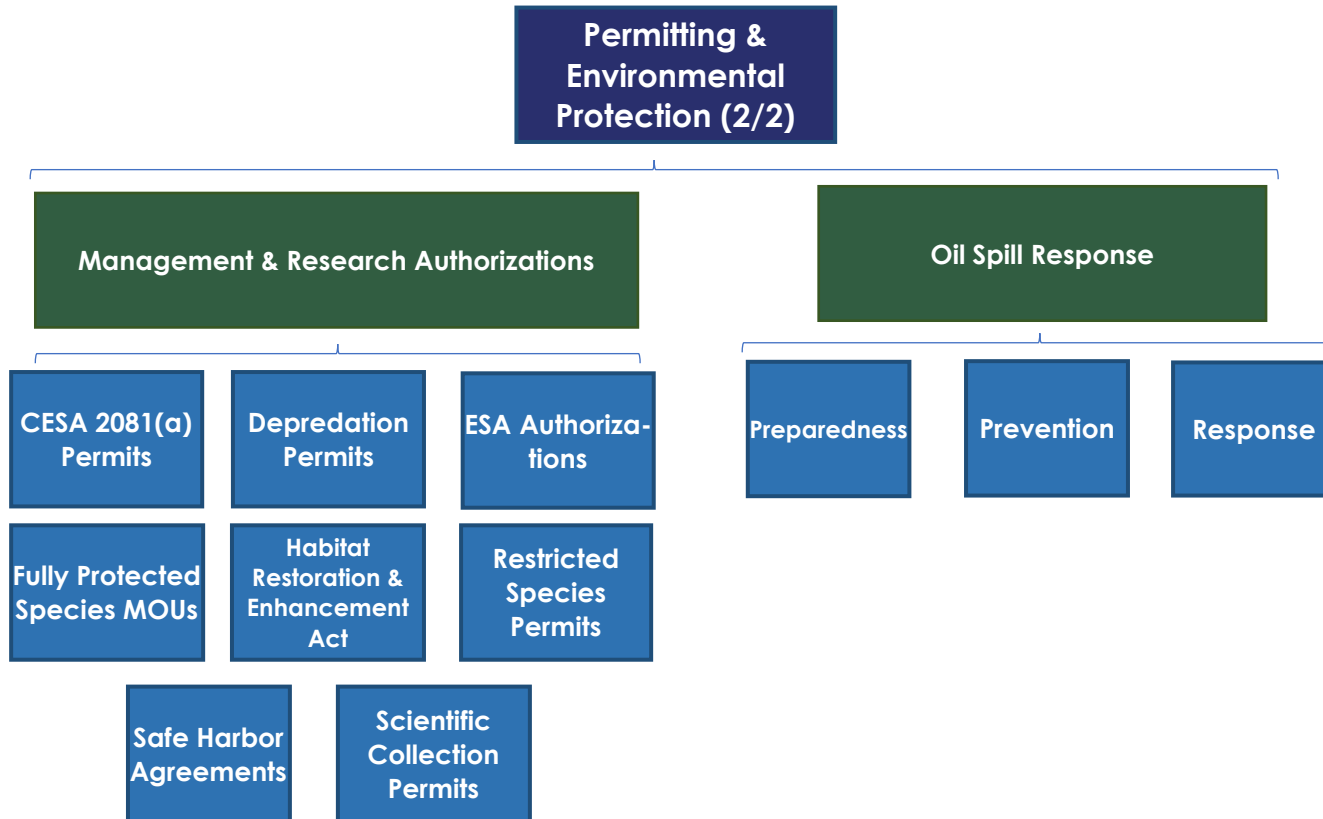 Permitting &
Environmental
Protection (2/2)
Management & Research Authorizations
Oil Spill Response
CESA 2081(a)
Permits
Depredation
Permits
ESA Authoriza-
tions
Preparedness
Prevention
Response
Fully Protected
Species MOUs
Habitat
Restoration &
Enhancement
Act
Restricted
Species
Permits
Safe Harbor
Agreements
Scientific
Collection
Permits